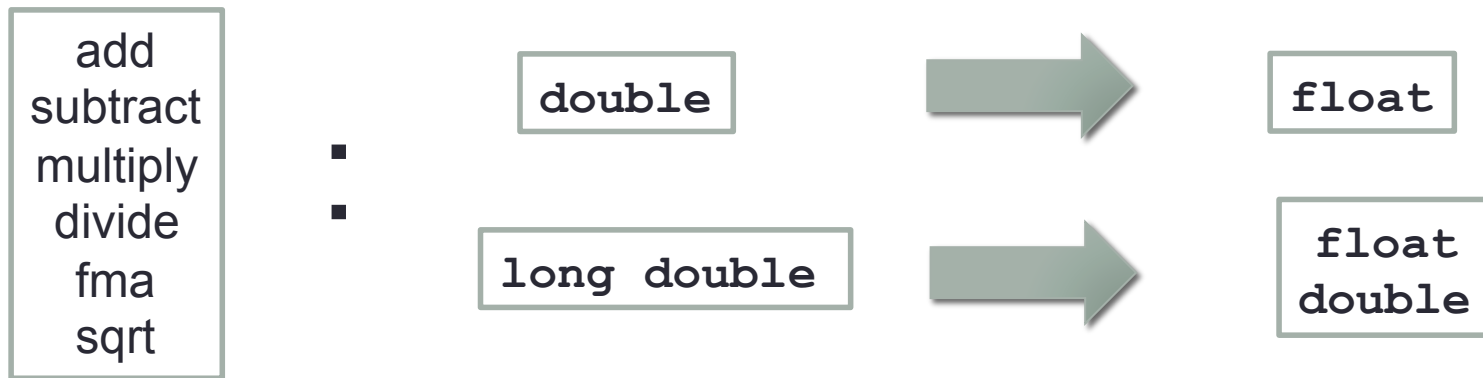 add
subtract
multiply
divide
fma
sqrt
:
double
float
long double
float
double